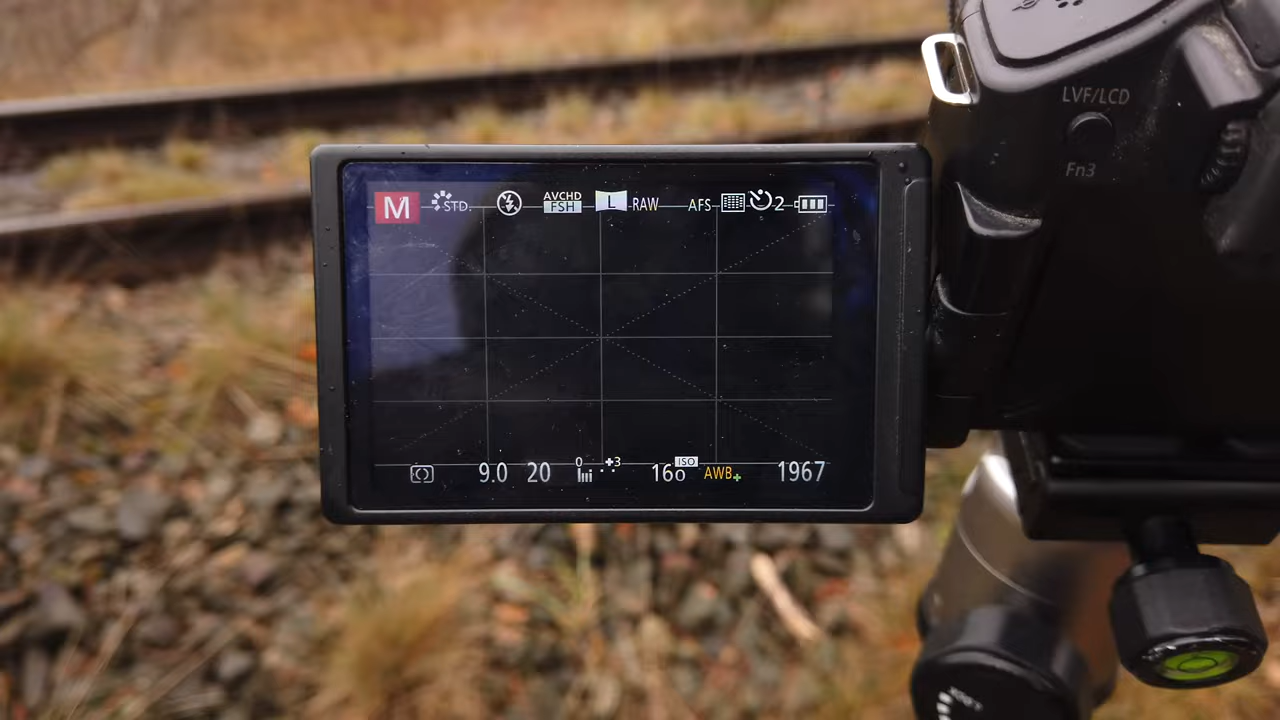 LVF/LCD
Fn3
M STD. AVCHD FSH L RAW AFS 2
9.0 20 0 +3 160 ISO AWB+ 1967